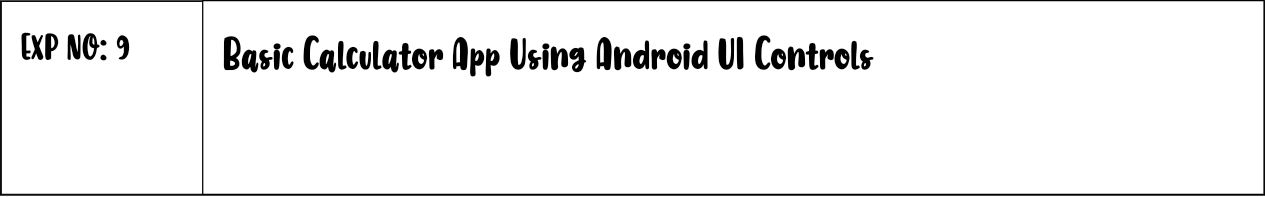 EXP NO: 9
Basic Calculator App Using Android UI Controls